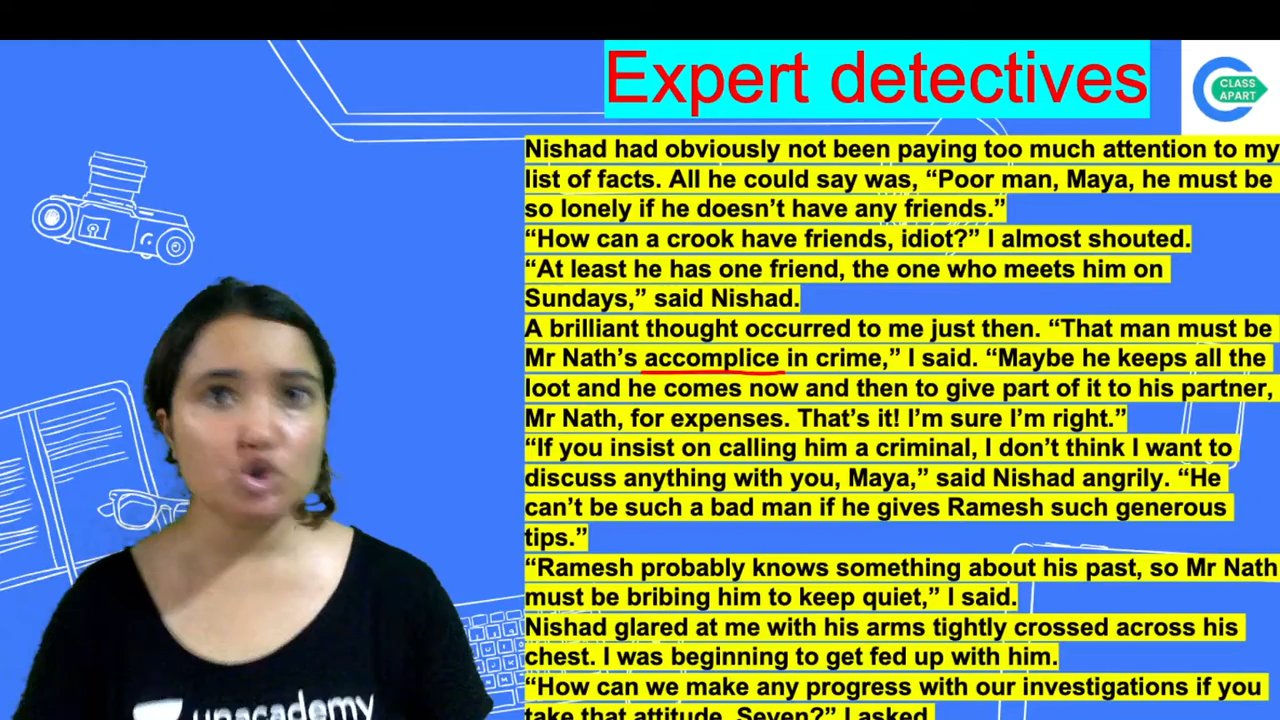 Expert detectives
CLASS
APART
Nishad had obviously not been paying too much attention to my
list of facts. All he could say was, “Poor man, Maya, he must be
so lonely if he doesn’t have any friends.”
“How can a crook have friends, idiot?” I almost shouted.
“At least he has one friend, the one who meets him on
Sundays,” said Nishad.
A brilliant thought occurred to me just then. “That man must be
Mr Nath’s accomplice in crime,” I said. “Maybe he keeps all the
loot and he comes now and then to give part of it to his partner,
Mr Nath, for expenses. That’s it! I’m sure I’m right.”
“If you insist on calling him a criminal, I don’t think I want to
discuss anything with you, Maya,” said Nishad angrily. “He
can’t be such a bad man if he gives Ramesh such generous
tips.”
“Ramesh probably knows something about his past, so Mr Nath
must be bribing him to keep quiet,” I said.
Nishad glared at me with his arms tightly crossed across his
chest. I was beginning to get fed up with him.
“How can we make any progress with our investigations if you
take that attitude, Seven?” I asked.
unacademy